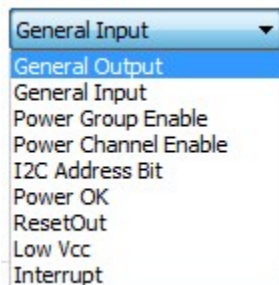 General Input
General Output
General Input
Power Group Enable
Power Channel Enable
I2C Address Bit
Power OK
ResetOut
Low Vcc
Interrupt